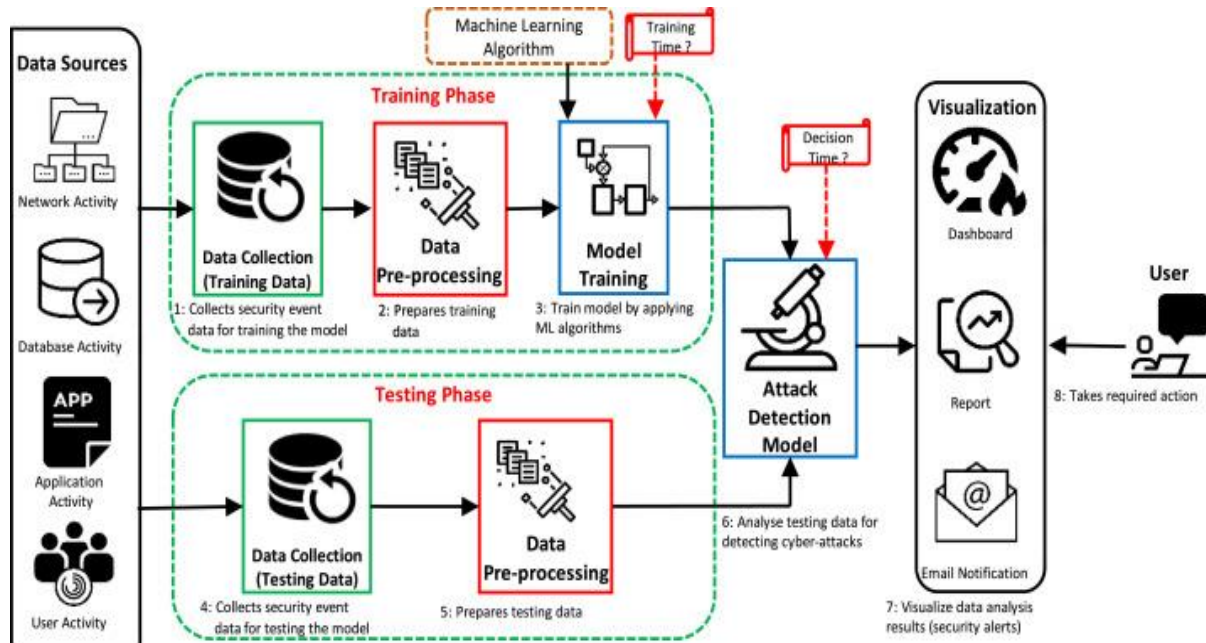 Data Sources
Network Activity
Database Activity
APP
Application
Activity
User Activity
Machine Learning
Algorithm
Training
Time ?
Training Phase
Data Collection
(Training Data)
1: Collects security event
data for training the model
Data
Pre-processing
2: Prepares training
data
Model
Training
3: Train model by applying
ML algorithms
Testing Phase
Data Collection
(Testing Data)
4: Collects security event
data for testing the model
Data
Pre-processing
5: Prepares testing data
Decision
Time ?
Attack
Detection
Model
6: Analyse testing data for
detecting cyber-attacks
Visualization
Dashboard
Report
@
Email Notification
7: Visualize data analysis
results (security alerts)
User
8: Takes required action